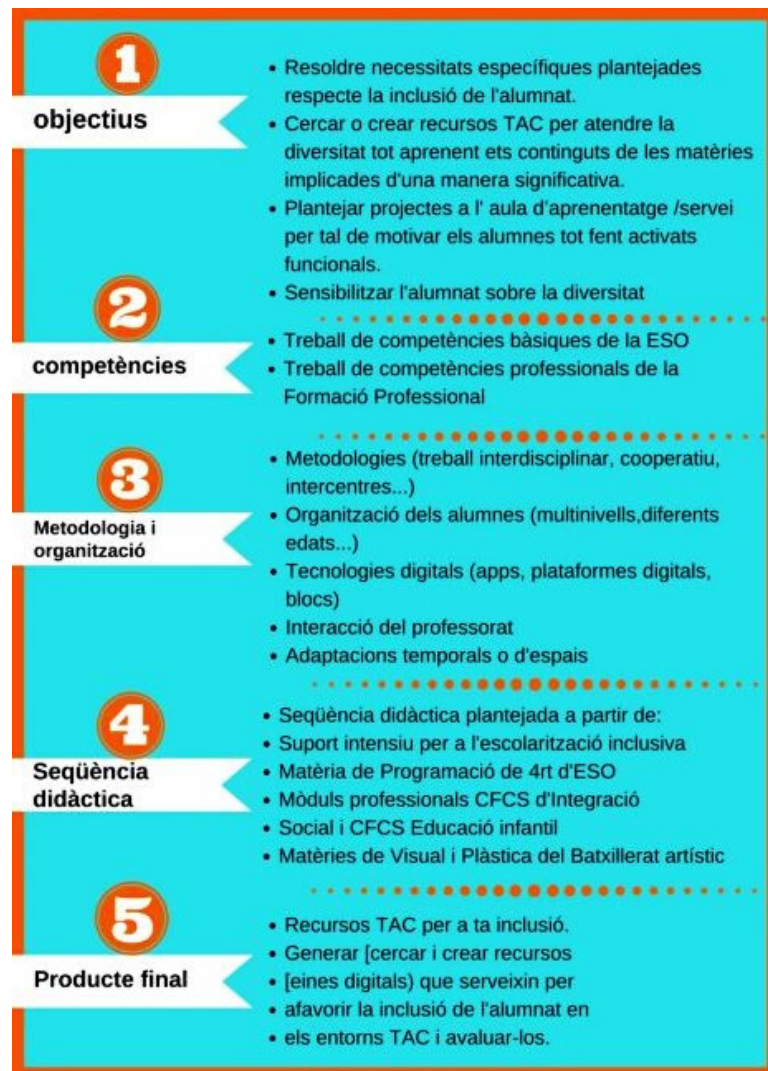 1
objectius
• Resoldre necessitats específiques plantejades
respecte la inclusió de l'alumnat.
• Cercar o crear recursos TAC per atendre la
diversitat tot aprenent ets continguts de les matèries
implicades d'una manera significativa.
• Plantejar projectes a l' aula d'aprenentatge /servei
per tal de motivar els alumnes tot fent activats
funcionals.
• Sensibilitzar l'alumnat sobre la diversitat
2
competències
• Treball de competències bàsiques de la ESO
• Treball de competències professionals de la
Formació Professional
3
Metodologia i
organització
• Metodologies (treball interdisciplinar, cooperatiu,
intercentres...)
• Organització dels alumnes (multinivells,diferents
edats...)
• Tecnologies digitals (apps, plataformes digitals,
blocs)
• Interacció del professorat
• Adaptacions temporals o d'espais
4
Seqüència
didàctica
• Seqüència didàctica plantejada a partir de:
• Suport intensiu per a l'escolarització inclusiva
• Matèria de Programació de 4rt d'ESO
• Mòduls professionals CFCS d'Integració
• Social i CFCS Educació infantil
• Matèries de Visual i Plàstica del Batxillerat artístic
5
Producte final
• Recursos TAC per a ta inclusió.
• Generar [cercar i crear recursos
• [eines digitals) que serveixin per
• afavorir la inclusió de l'alumnat en
• els entorns TAC i avaluar-los.